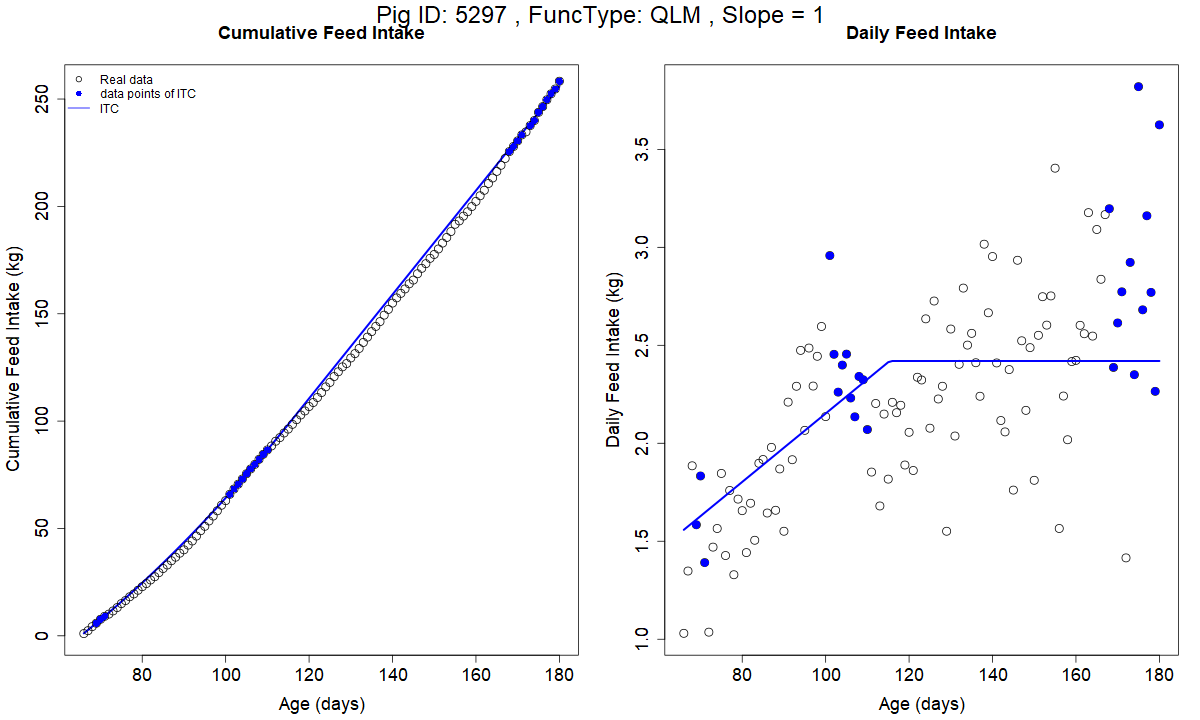 Pig ID: 5297 , FuncType: QLM , Slope = 1
Cumulative Feed Intake
Daily Feed Intake
Real data
data points of ITC
ITC
Cumulative Feed Intake (kg)
0 50 100 150 200 250
80 100 120 140 160 180
Age (days)
Daily Feed Intake (kg)
1.0 1.5 2.0 2.5 3.0 3.5
80 100 120 140 160 180
Age (days)